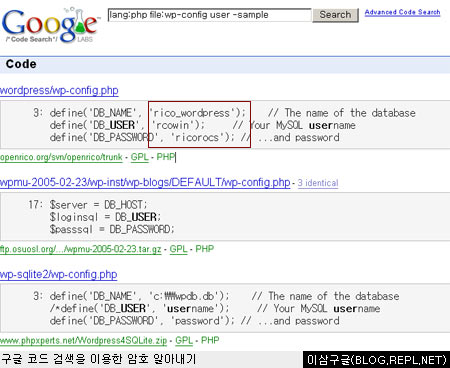 Google
Code Search LABS
lang:php file:wp-config user -sample
Search
Advanced Code Search
Code
wordpress/wp-config.php
3: define('DB_NAME', 'rico_wordpress'); // The name of the database
define('DB_USER', 'rcowin'); // Your MySQL username
define('DB_PASSWORD', 'ricorocs'); // ...and password
openrico.org/svn/openrico/trunk - GPL - PHP
wpmu-2005-02-23/wp-inst/wp-blogs/DEFAULT/wp-config.php - 3 identical
17: $server = DB_HOST;
$loginsql = DB_USER;
$passsql = DB_PASSWORD;
ftp.osuosl.org/.../wpmu-2005-02-23.tar.gz - GPL - PHP
wp-sqlite2/wp-config.php
3: define('DB_NAME', 'c:₩₩wpdb.db'); // The name of the database
/*define('DB_USER', 'username'); // Your MySQL username
define('DB_PASSWORD', 'password'); // ...and password
www.phpxperts.net/Wordpress4SQLite.zip - GPL - PHP
구글 코드 검색을 이용한 암호 알아내기
이삼구글(BLOG.REPL.NET)